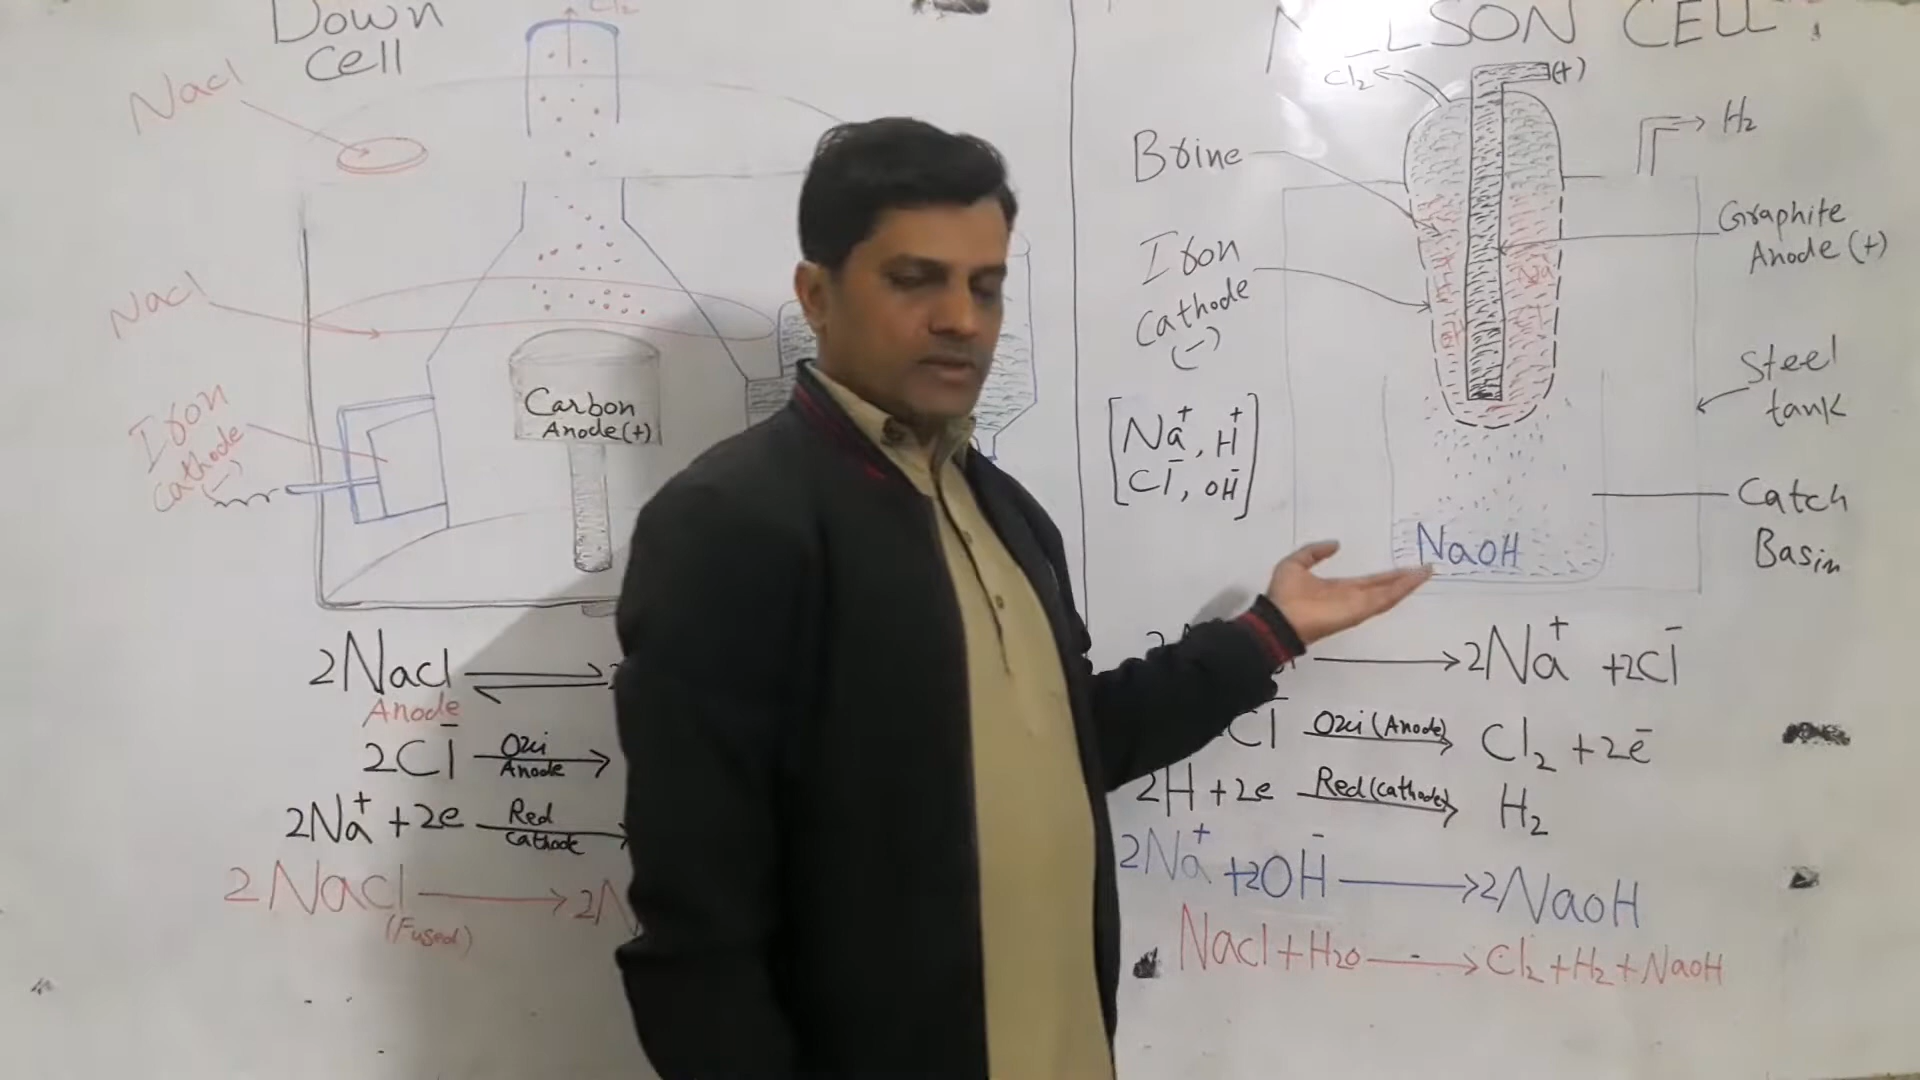 Down
Cell
Cl2
Nacl
Nacl
Iron
cathode
(-)
Carbon
Anode(+)
2Nacl
Anode
2Cl̄ Oxi Anode
2Na⁺ + 2e Red Cathode
2Nacl → 2N
(Fused)
NELSON CELL
Cl2
(+)
H2
Brine
Iron
Cathode
(-)
Graphite
Anode (+)
Steel
tank
[Na⁺, H⁺
Cl̄, OH̄]
Catch
Basin
NaOH
→ 2Na⁺ + 2Cl̄
Cl̄ Oxi (Anode) → Cl2 + 2ē
2H + 2e Red (cathode) → H2
2Na⁺ + 2OH̄ → 2NaOH
Nacl + H2O → Cl2 + H2 + NaOH